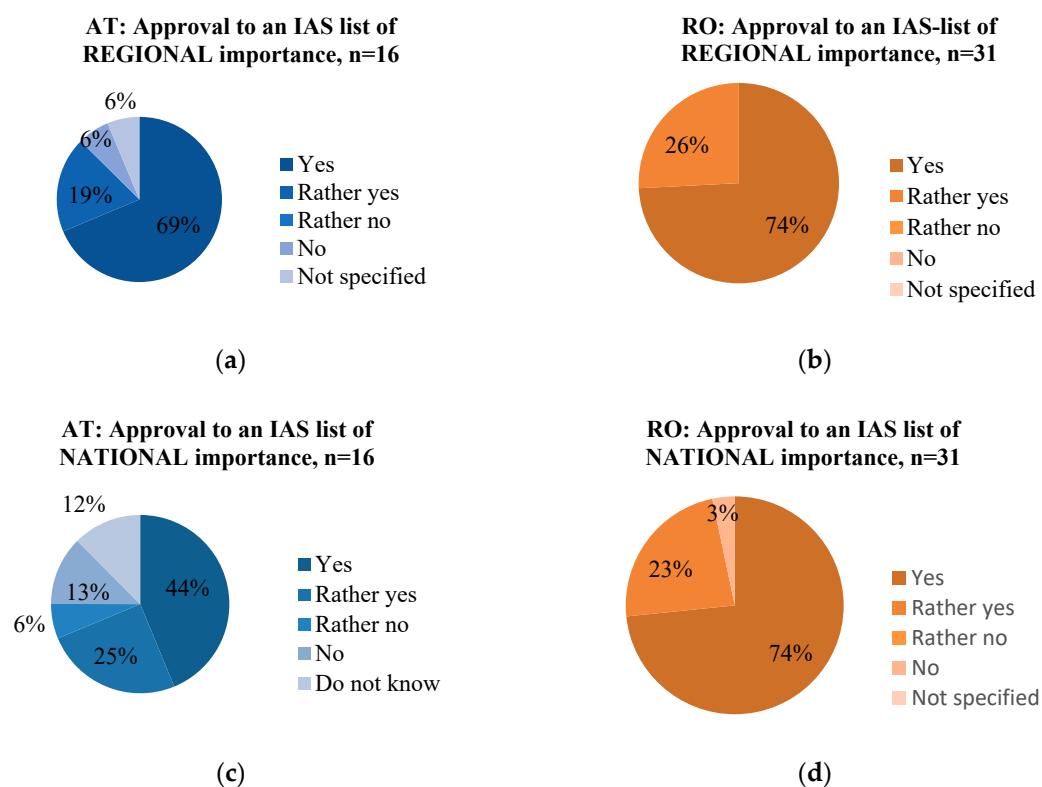 AT: Approval to an IAS list of
REGIONAL importance, n=16
6%
6%
19%
69%
Yes
Rather yes
Rather no
No
Not specified
(a)
RO: Approval to an IAS-list of
REGIONAL importance, n=31
26%
74%
Yes
Rather yes
Rather no
No
Not specified
(b)
AT: Approval to an IAS list of
NATIONAL importance, n=16
12%
44%
13%
6%
25%
Yes
Rather yes
Rather no
No
Do not know
(c)
RO: Approval to an IAS list of
NATIONAL importance, n=31
3%
23%
74%
Yes
Rather yes
Rather no
No
Not specified
(d)